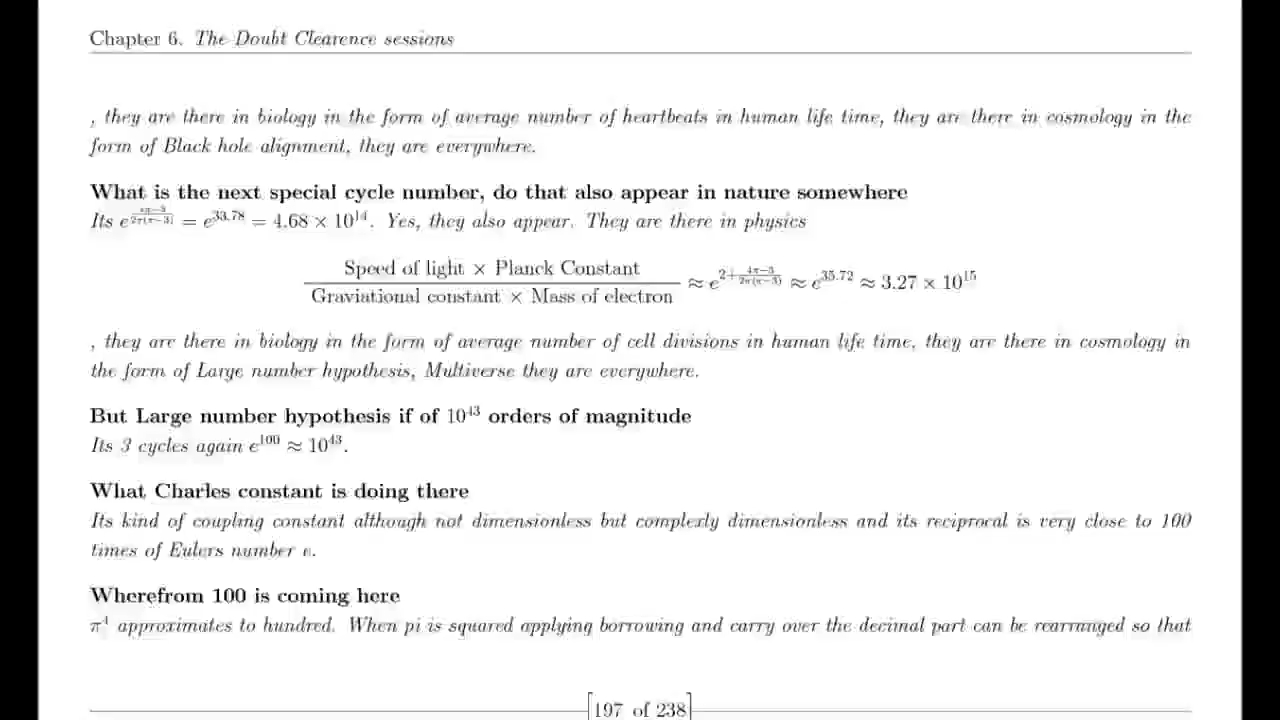 Chapter 6. The Doubt Clearence sessions
, they are there in biology in the form of average number of heartbeats in human life time, they are there in cosmology in the
form of Black hole alignment, they are everywhere.
What is the next special cycle number, do that also appear in nature somewhere
Its e = e^33.78 = 4.68 × 10^14. Yes, they also appear. They are there in physics
Speed of light × Planck Constant
Graviational constant × Mass of electron
≈ e^2+ ≈ e^35.72 ≈ 3.27 × 10^15
, they are there in biology in the form of average number of cell divisions in human life time, they are there in cosmology in
the form of Large number hypothesis, Multiverse they are everywhere.
But Large number hypothesis if of 10^43 orders of magnitude
Its 3 cycles again e^100 ≈ 10^43.
What Charles constant is doing there
Its kind of coupling constant although not dimensionless but complexly dimensionless and its reciprocal is very close to 100
times of Eulers number e.
Wherefrom 100 is coming here
π^4 approximates to hundred. When pi is squared applying borrowing and carry over the decimal part can be rearranged so that
[197 of 238]